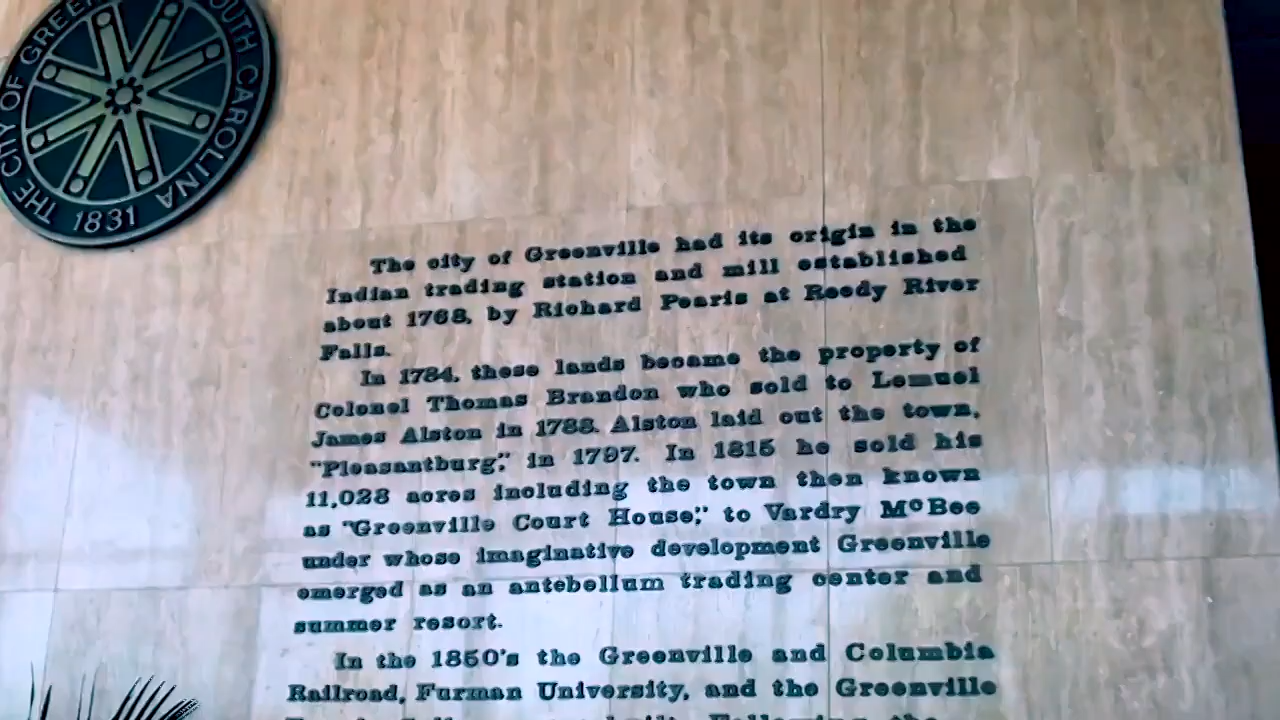 THE CITY OF GREEN OUTH CAROLINA
1831
The city of Greenville had its origin in the
Indian trading station and mill established
about 1768, by Richard Pearis at Reedy River
Falls.
In 1784, these lands became the property of
Colonel Thomas Brandon who sold to Lemuel
James Alston in 1788. Alston laid out the town,
"Pleasantburg," in 1797. In 1815 he sold his
11,028 acres including the town then known
as "Greenville Court House," to Vardry McBee
under whose imaginative development Greenville
emerged as an antebellum trading center and
summer resort.
In the 1850's the Greenville and Columbia
Railroad, Furman University, and the Greenville